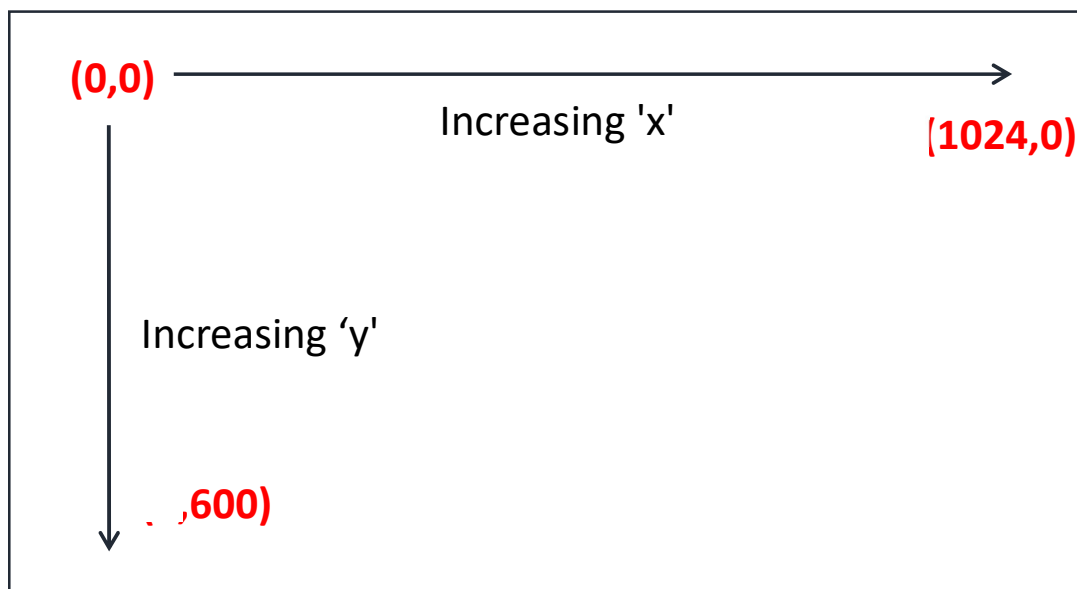 (0,0)
Increasing 'x'
(1024,0)
Increasing ‘y'
,600)